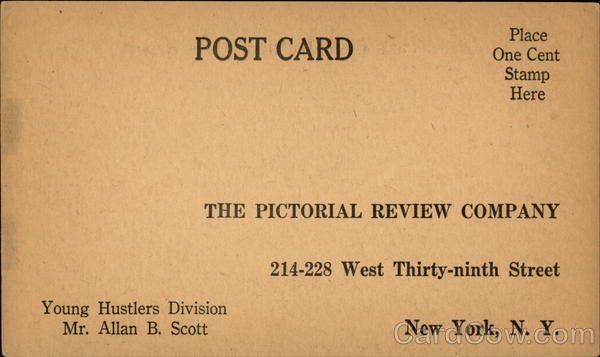 POST CARD
Place
One Cent
Stamp
Here
THE PICTORIAL REVIEW COMPANY
214-228 West Thirty-ninth Street
Young Hustlers Division
Mr. Allan B. Scott
New York, N. Y.
CardCow.com